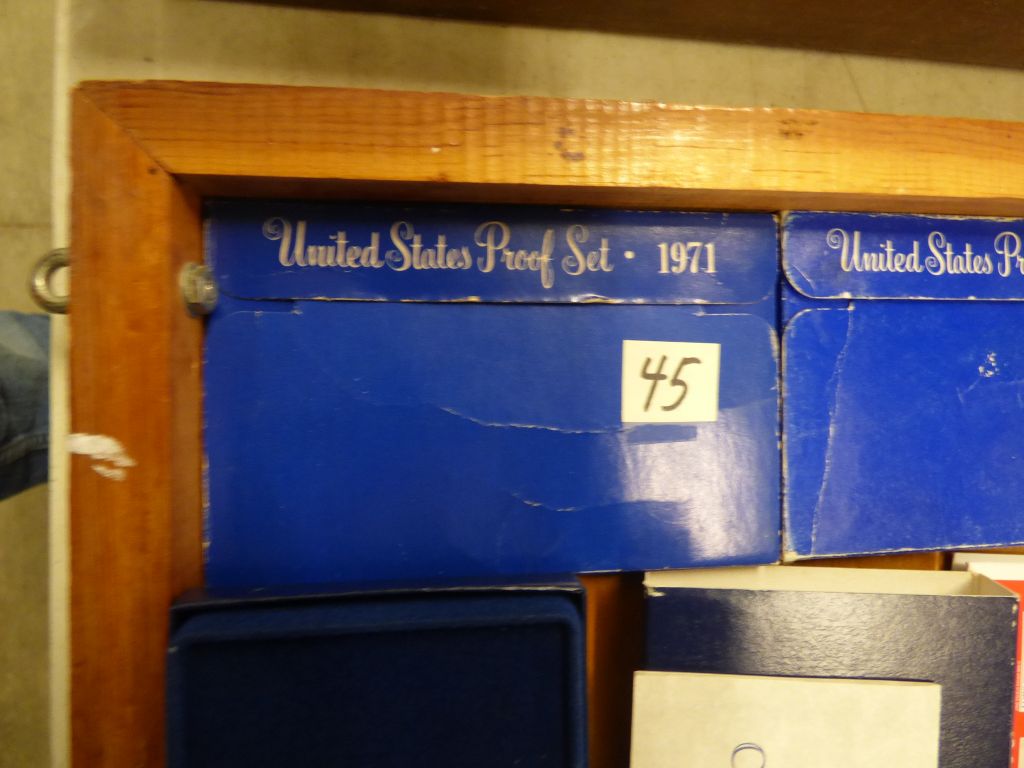 United States Proof Set · 1971
United States
45